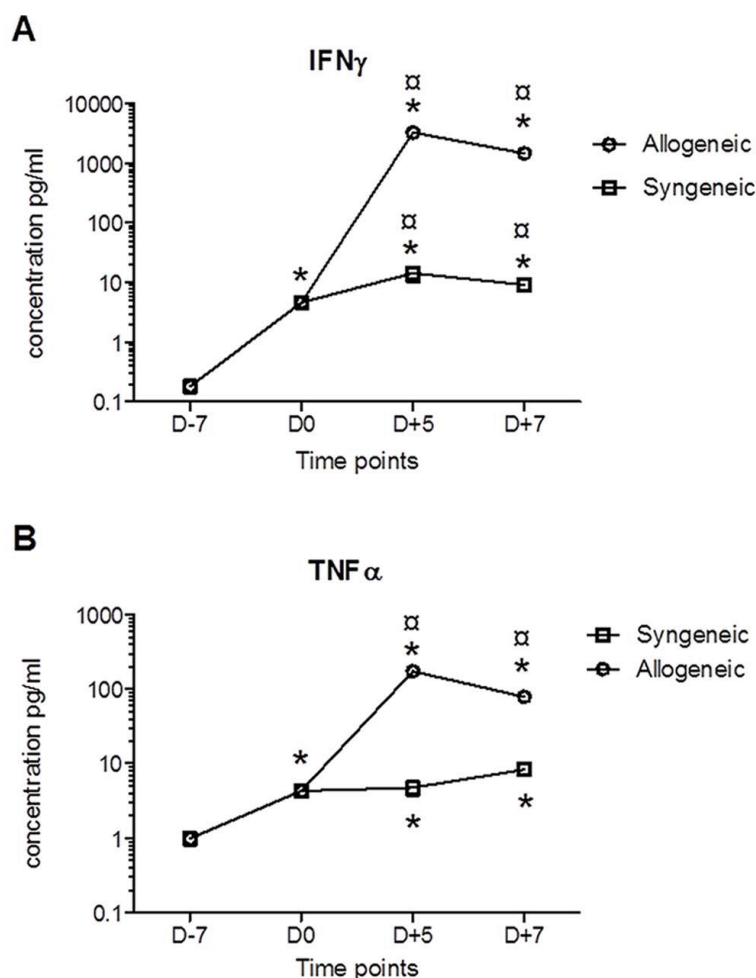 A
IFNγ
¤ ¤
* *
10000
1000
100
10
1
0.1
concentration pg/ml
Allogeneic
Syngeneic
¤ ¤
* * *
D-7 D0 D+5 D+7
Time points
B
TNF α
¤ ¤
* *
1000
100
10
1
0.1
concentration pg/ml
Syngeneic
Allogeneic
*
* *
D-7 D0 D+5 D+7
Time points